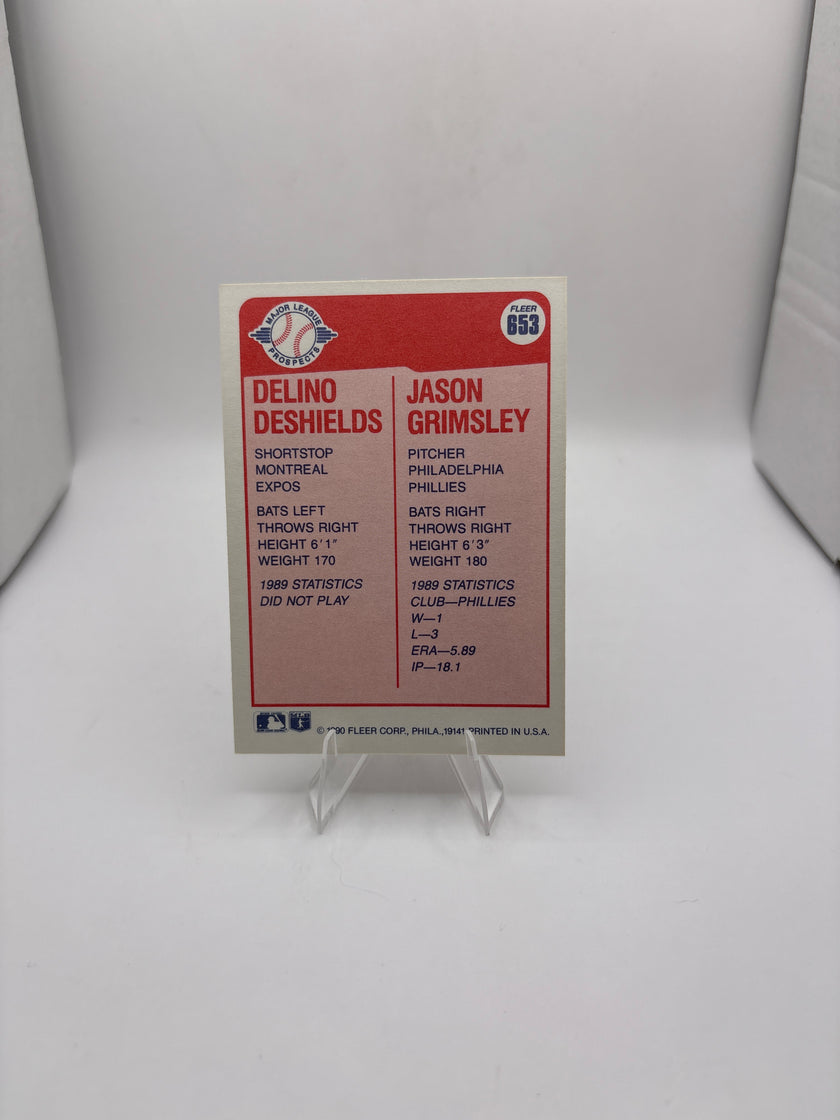 MAJOR LEAGUE
PROSPECTS
FLEER
653
DELINO
DESHIELDS
SHORTSTOP
MONTREAL
EXPOS
BATS LEFT
THROWS RIGHT
HEIGHT 6'1"
WEIGHT 170
1989 STATISTICS
DID NOT PLAY
JASON
GRIMSLEY
PITCHER
PHILADELPHIA
PHILLIES
BATS RIGHT
THROWS RIGHT
HEIGHT 6'3"
WEIGHT 180
1989 STATISTICS
CLUB—PHILLIES
W—1
L—3
ERA—5.89
IP—18.1
© 1990 FLEER CORP., PHILA., 19141 PRINTED IN U.S.A.